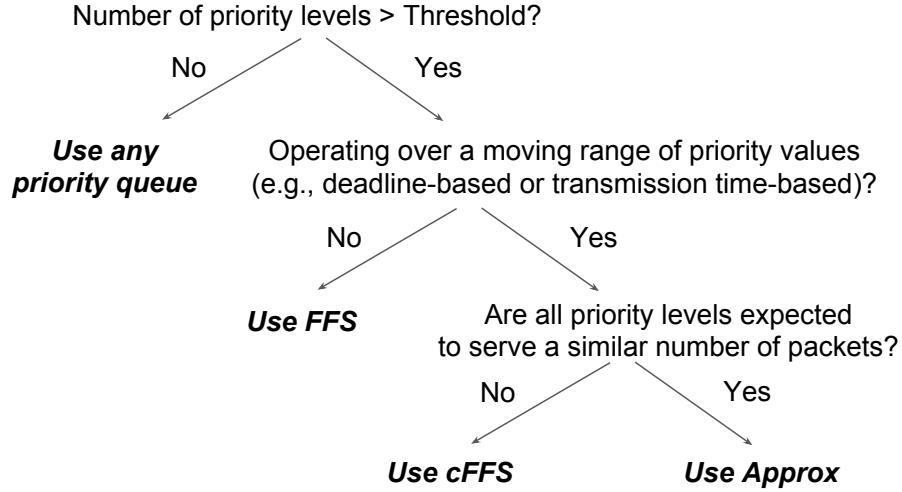 Number of priority levels > Threshold?
No
Yes
Use any
priority queue
Operating over a moving range of priority values
(e.g., deadline-based or transmission time-based)?
No
Yes
Use FFS
Are all priority levels expected
to serve a similar number of packets?
No
Yes
Use cFFS
Use Approx